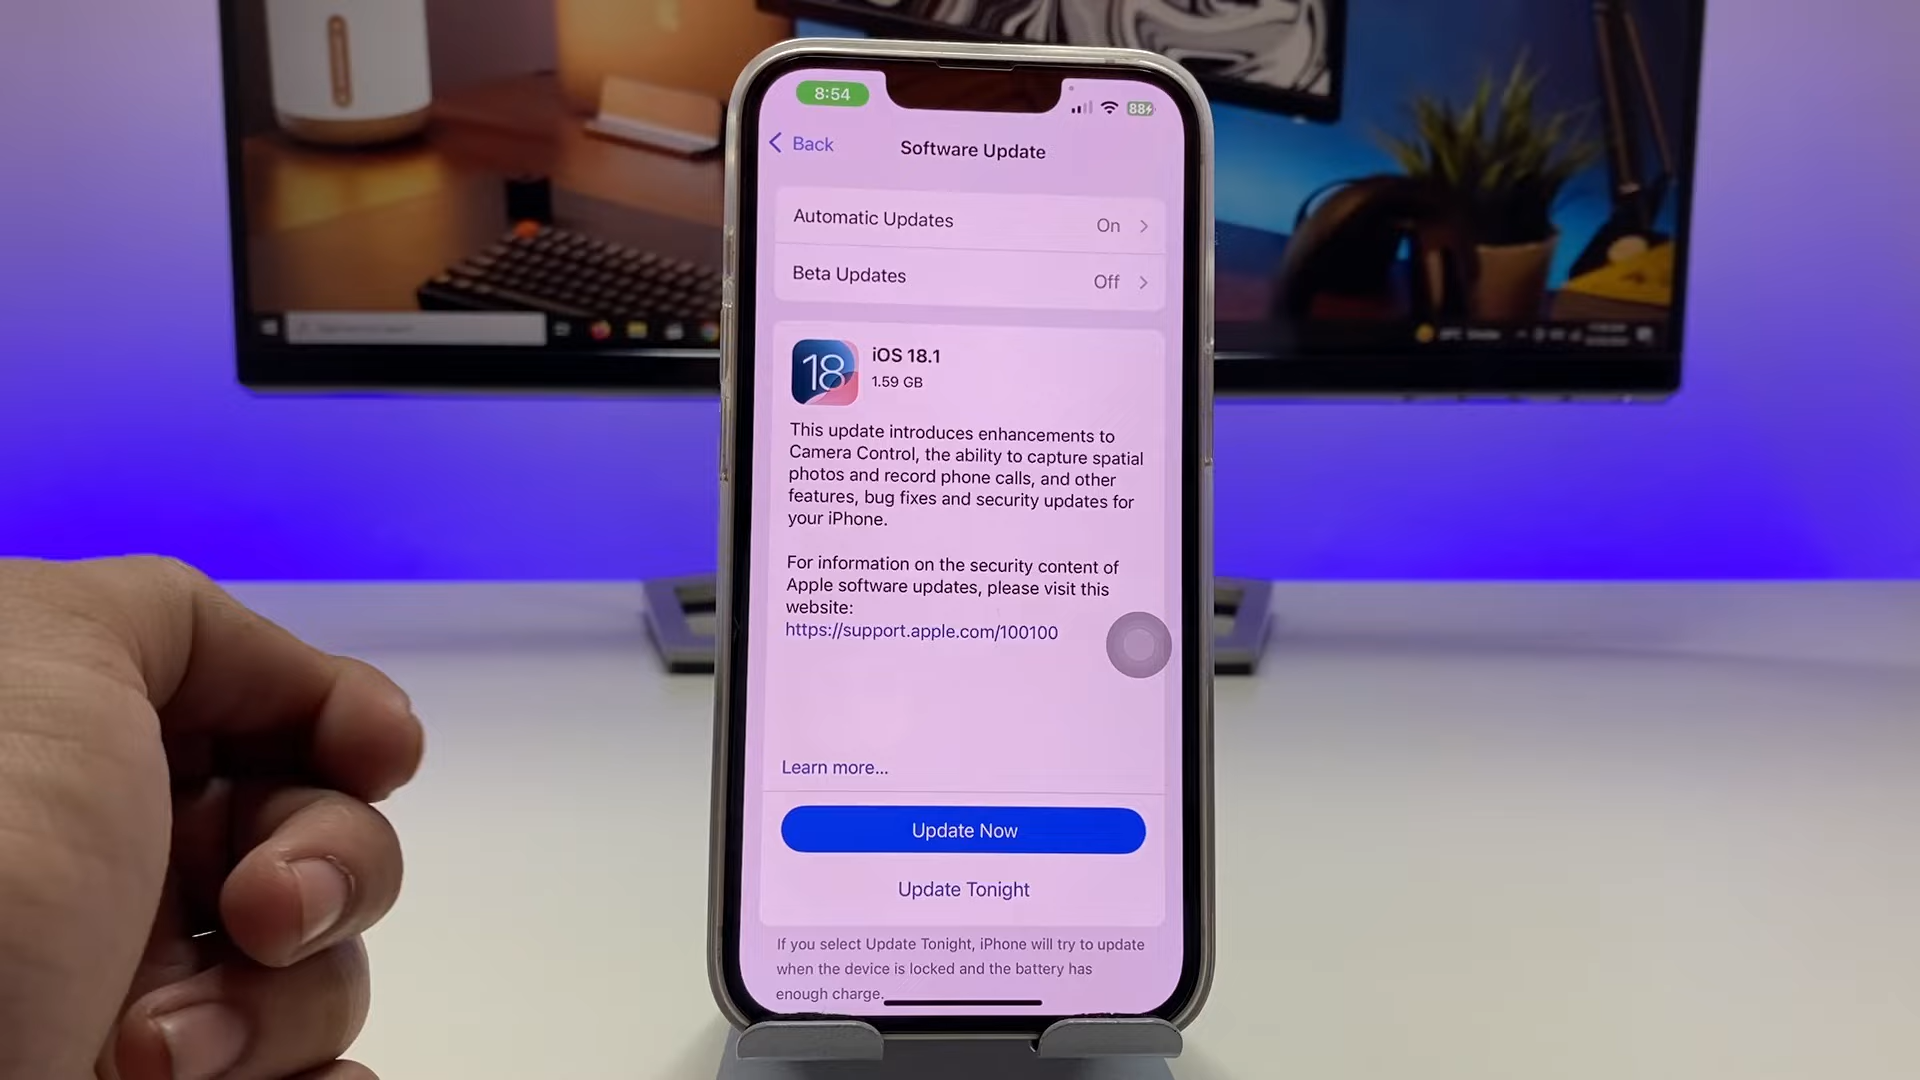 8:54
88
Back
Software Update
Automatic Updates On
Beta Updates Off
18
iOS 18.1
1.59 GB
This update introduces enhancements to
Camera Control, the ability to capture spatial
photos and record phone calls, and other
features, bug fixes and security updates for
your iPhone.
For information on the security content of
Apple software updates, please visit this
website:
https://support.apple.com/100100
Learn more...
Update Now
Update Tonight
If you select Update Tonight, iPhone will try to update
when the device is locked and the battery has
enough charge.